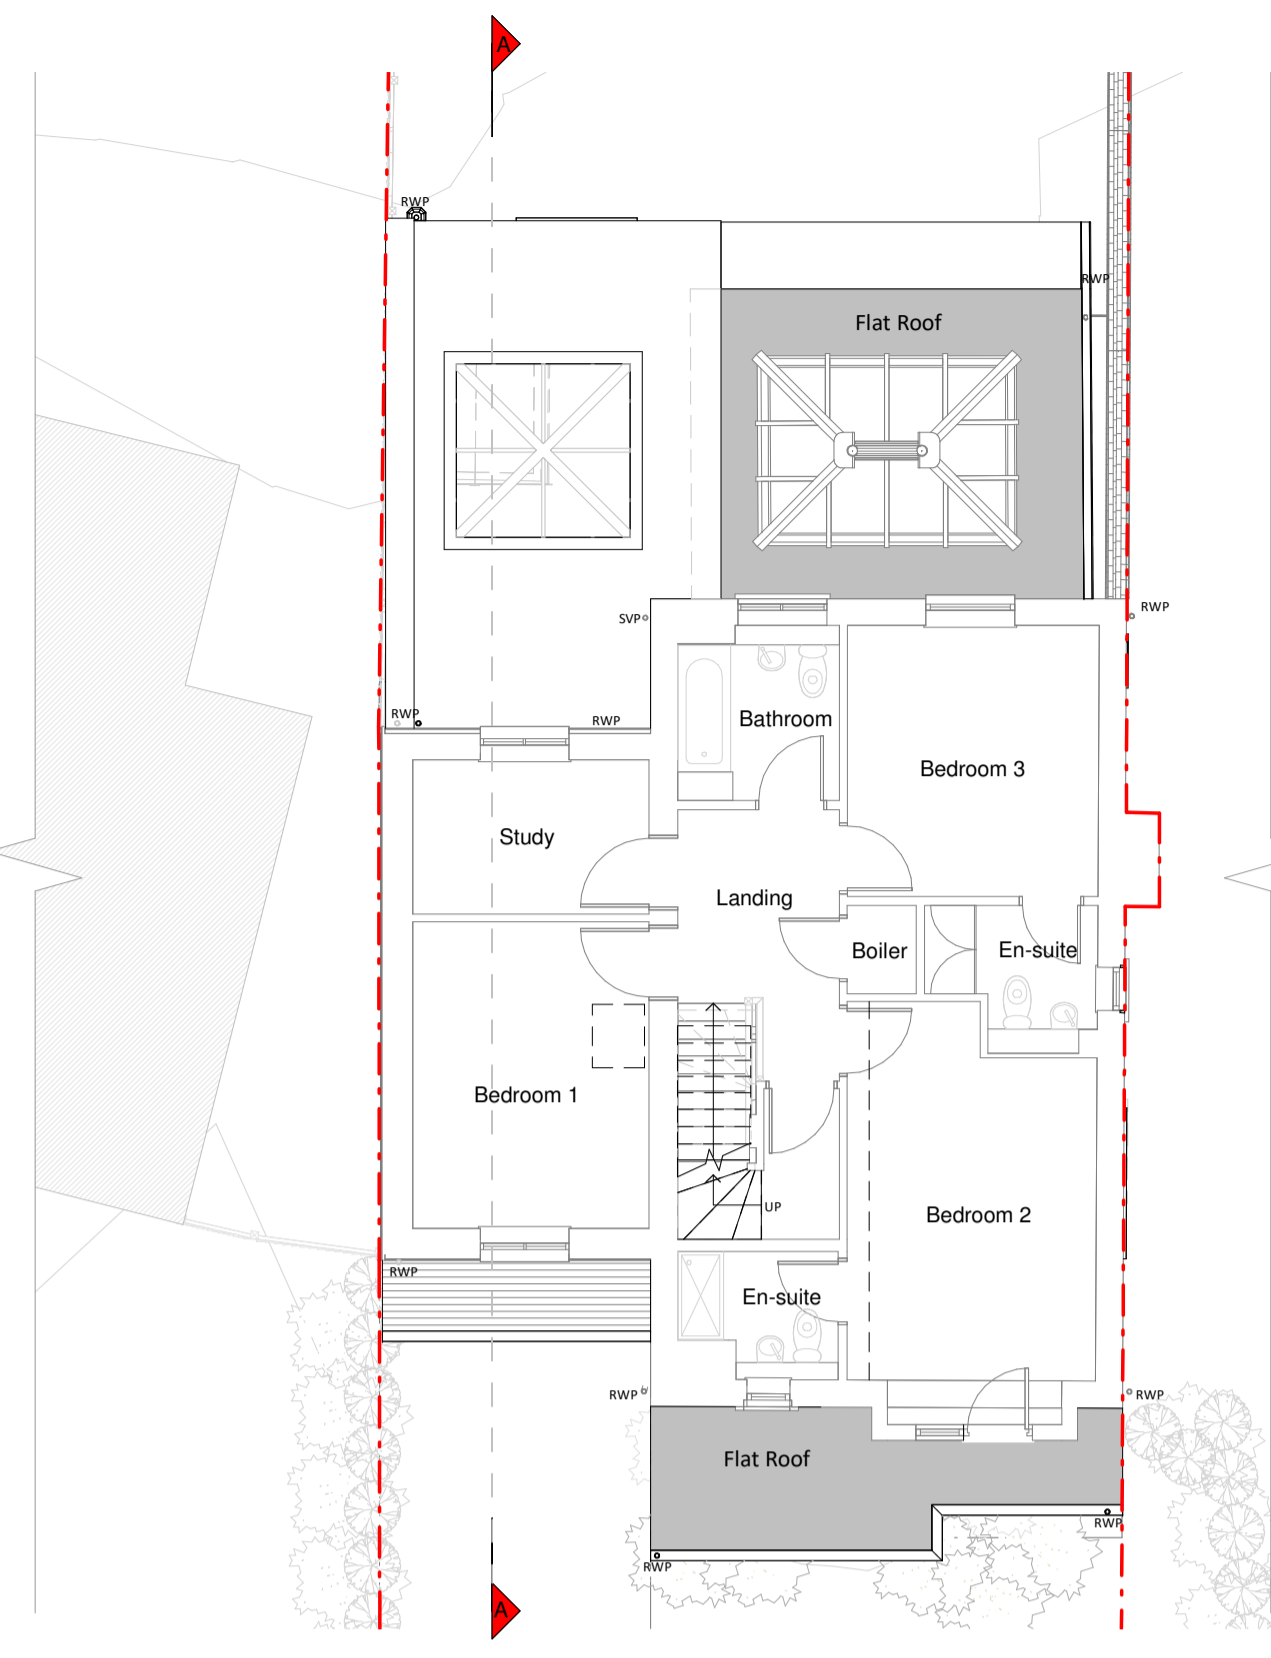 A
RWP
RWP
Flat Roof
SVP
RWP
RWP
RWP
Bathroom
Bedroom 3
Study
Landing
Boiler
En-suite
Bedroom 1
UP
Bedroom 2
RWP
En-suite
RWP
RWP
Flat Roof
RWP
RWP
A